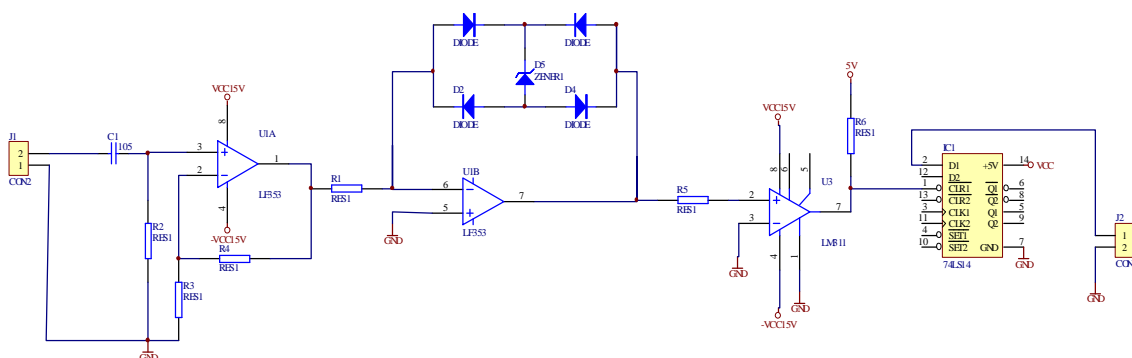 J1
2
1
CON2
C1
105
R2
RES1
R3
RES1
VCC15V
8
U1A
3
2
1
4
LF353
-VCC15V
R4
RES1
GND
R1
RES1
DIODE
DIODE
D5
ZENER1
D2
DIODE
D4
DIODE
U1B
6
5
7
LF353
GND
R5
RES1
VCC15V
8
6
5
U3
2
3
7
LM311
4
1
GND
GND
-VCC15V
5V
R6
RES1
IC1
2 D1 +5V 14 VCC
12 D2
1 CLR1 Q1 6
13 CLR2 Q2 8
3 CLK1 Q1 5
11 CLK2 Q2 9
4 SET1
10 SET2 GND 7
74LS14
GND
J2
1
2
CON
GND